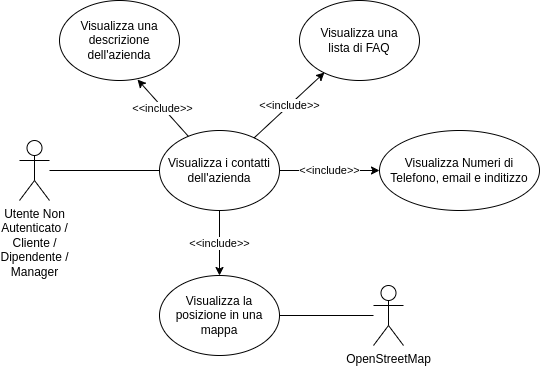 Visualizza una
descrizione
dell'azienda
Visualizza una
lista di FAQ
<<include>>
<<include>>
Visualizza i contatti
dell'azienda
<<include>>
Visualizza Numeri di
Telefono, email e inditizzo
Utente Non
Autenticato /
Cliente /
Dipendente /
Manager
<<include>>
Visualizza la
posizione in una
mappa
OpenStreetMap